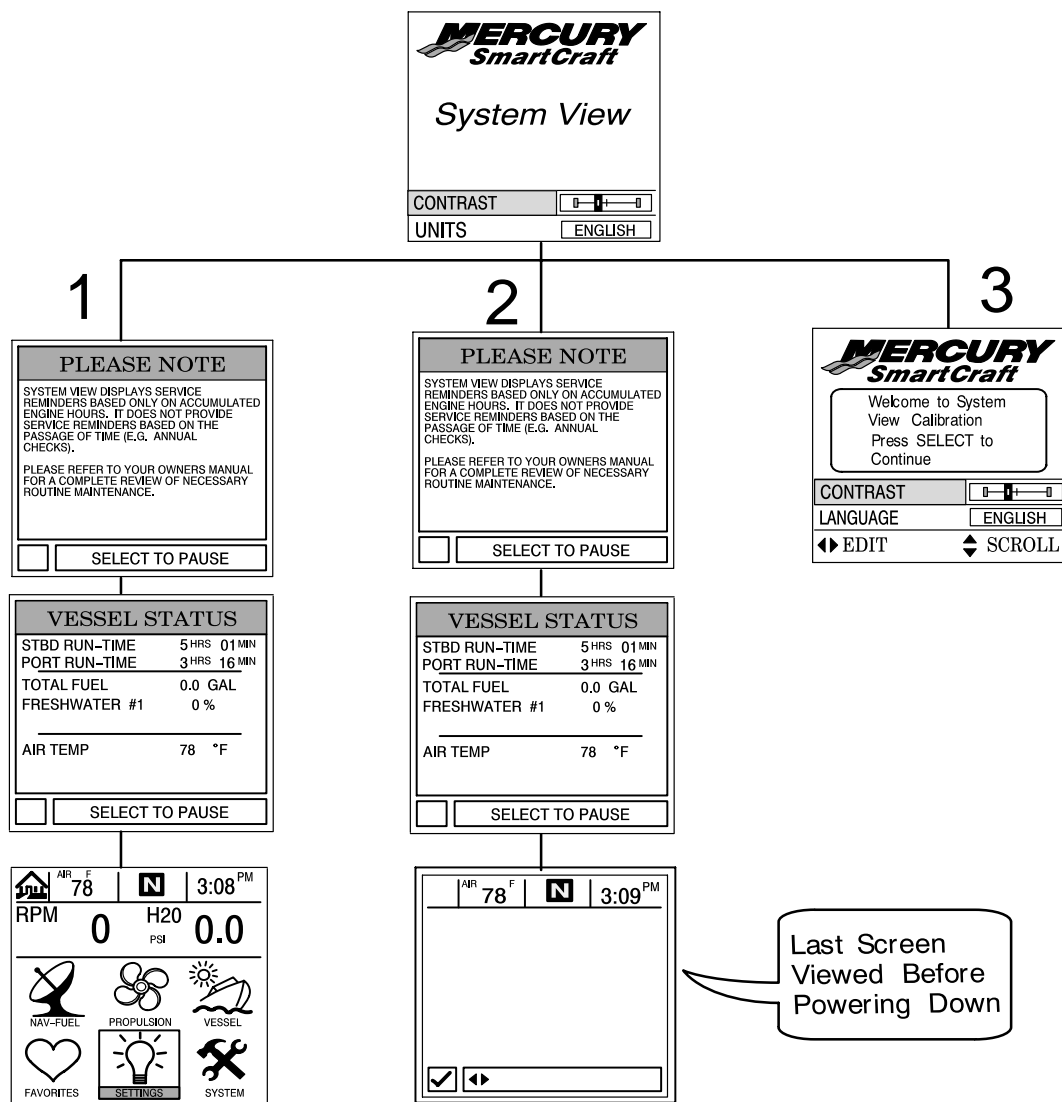 MERCURY
SmartCraft
System View
CONTRAST
UNITS ENGLISH
1
PLEASE NOTE
SYSTEM VIEW DISPLAYS SERVICE
REMINDERS BASED ONLY ON ACCUMULATED
ENGINE HOURS. IT DOES NOT PROVIDE
SERVICE REMINDERS BASED ON THE
PASSAGE OF TIME (E.G. ANNUAL
CHECKS).
PLEASE REFER TO YOUR OWNERS MANUAL
FOR A COMPLETE REVIEW OF NECESSARY
ROUTINE MAINTENANCE.
SELECT TO PAUSE
VESSEL STATUS
STBD RUN–TIME 5 HRS 01 MIN
PORT RUN–TIME 3 HRS 16 MIN
TOTAL FUEL 0.0 GAL
FRESHWATER #1 0 %
AIR TEMP 78 °F
SELECT TO PAUSE
AIR 78 F N 3:08 PM
RPM 0 H20 PSI 0.0
NAV–FUEL PROPULSION VESSEL
FAVORITES SETTINGS SYSTEM
2
PLEASE NOTE
SYSTEM VIEW DISPLAYS SERVICE
REMINDERS BASED ONLY ON ACCUMULATED
ENGINE HOURS. IT DOES NOT PROVIDE
SERVICE REMINDERS BASED ON THE
PASSAGE OF TIME (E.G. ANNUAL
CHECKS).
PLEASE REFER TO YOUR OWNERS MANUAL
FOR A COMPLETE REVIEW OF NECESSARY
ROUTINE MAINTENANCE.
SELECT TO PAUSE
VESSEL STATUS
STBD RUN–TIME 5 HRS 01 MIN
PORT RUN–TIME 3 HRS 16 MIN
TOTAL FUEL 0.0 GAL
FRESHWATER #1 0 %
AIR TEMP 78 °F
SELECT TO PAUSE
AIR 78 F N 3:09 PM
Last Screen
Viewed Before
Powering Down
3
MERCURY
SmartCraft
Welcome to System
View Calibration
Press SELECT to
Continue
CONTRAST
LANGUAGE ENGLISH
EDIT SCROLL